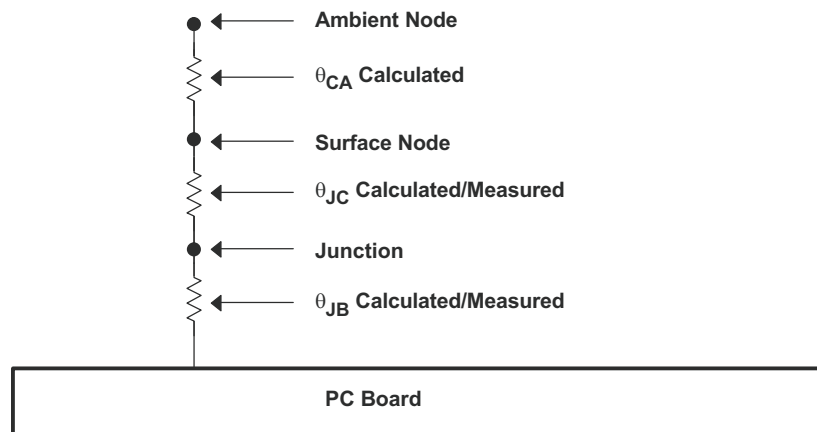 Ambient Node
θCA Calculated
Surface Node
θJC Calculated/Measured
Junction
θJB Calculated/Measured
PC Board